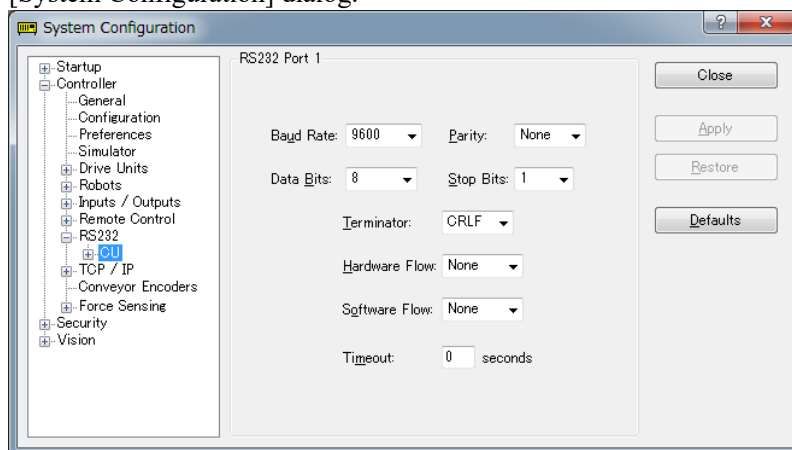 [System Configuration] dialog.
System Configuration
Startup
Controller
General
Configuration
Preferences
Simulator
Drive Units
Robots
Inputs / Outputs
Remote Control
RS232
CU
TCP / IP
Conveyor Encoders
Force Sensing
Security
Vision
RS232 Port 1
Baud Rate: 9600 Parity: None
Data Bits: 8 Stop Bits: 1
Terminator: CRLF
Hardware Flow: None
Software Flow: None
Timeout: 0 seconds
Close
Apply
Restore
Defaults